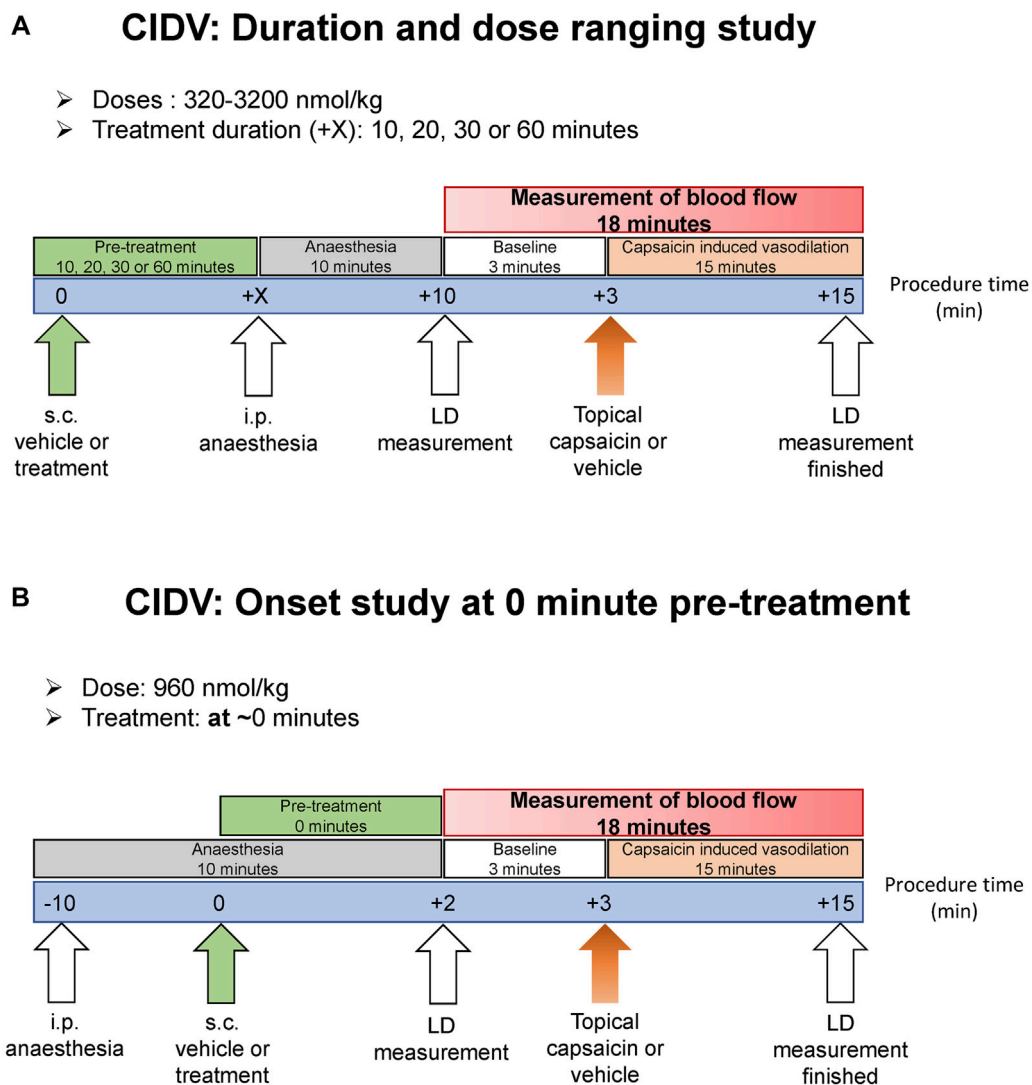 A
CIDV: Duration and dose ranging study
➢ Doses : 320-3200 nmol/kg
➢ Treatment duration (+X): 10, 20, 30 or 60 minutes
Measurement of blood flow
18 minutes
Pre-treatment
10, 20, 30 or 60 minutes
Anaesthesia
10 minutes
Baseline
3 minutes
Capsaicin induced vasodilation
15 minutes
0
+X
+10
+3
+15
Procedure time
(min)
s.c.
vehicle or
treatment
i.p.
anaesthesia
LD
measurement
Topical
capsaicin or
vehicle
LD
measurement
finished
B
CIDV: Onset study at 0 minute pre-treatment
➢ Dose: 960 nmol/kg
➢ Treatment: at ~0 minutes
Pre-treatment
0 minutes
Measurement of blood flow
18 minutes
Anaesthesia
10 minutes
Baseline
3 minutes
Capsaicin induced vasodilation
15 minutes
-10
0
+2
+3
+15
Procedure time
(min)
i.p.
anaesthesia
s.c.
vehicle or
treatment
LD
measurement
Topical
capsaicin or
vehicle
LD
measurement
finished